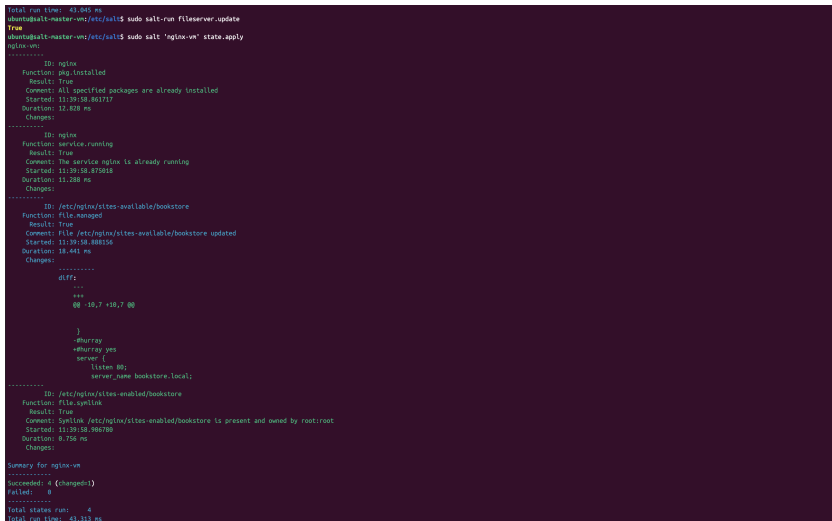 Total run time:  43.045 ms
ubuntu@salt-master-vm:/etc/salt$ sudo salt-run fileserver.update
True
ubuntu@salt-master-vm:/etc/salt$ sudo salt 'nginx-vm' state.apply
nginx-vm:
----------
          ID: nginx
    Function: pkg.installed
      Result: True
     Comment: All specified packages are already installed
     Started: 11:39:58.861717
    Duration: 12.828 ms
     Changes:
----------
          ID: nginx
    Function: service.running
      Result: True
     Comment: The service nginx is already running
     Started: 11:39:58.875018
    Duration: 11.288 ms
     Changes:
----------
          ID: /etc/nginx/sites-available/bookstore
    Function: file.managed
      Result: True
     Comment: File /etc/nginx/sites-available/bookstore updated
     Started: 11:39:58.888156
    Duration: 18.441 ms
     Changes:
              ----------
              diff:
                  ---
                  +++
                  @@ -10,7 +10,7 @@
                   }
                  -#hurray
                  +#hurray yes
                   server {
                       listen 80;
                       server_name bookstore.local;
----------
          ID: /etc/nginx/sites-enabled/bookstore
    Function: file.symlink
      Result: True
     Comment: Symlink /etc/nginx/sites-enabled/bookstore is present and owned by root:root
     Started: 11:39:58.906780
    Duration: 0.756 ms
     Changes:
Summary for nginx-vm
------------
Succeeded: 4 (changed=1)
Failed:    0
------------
Total states run:     4
Total run time:  43.313 ms